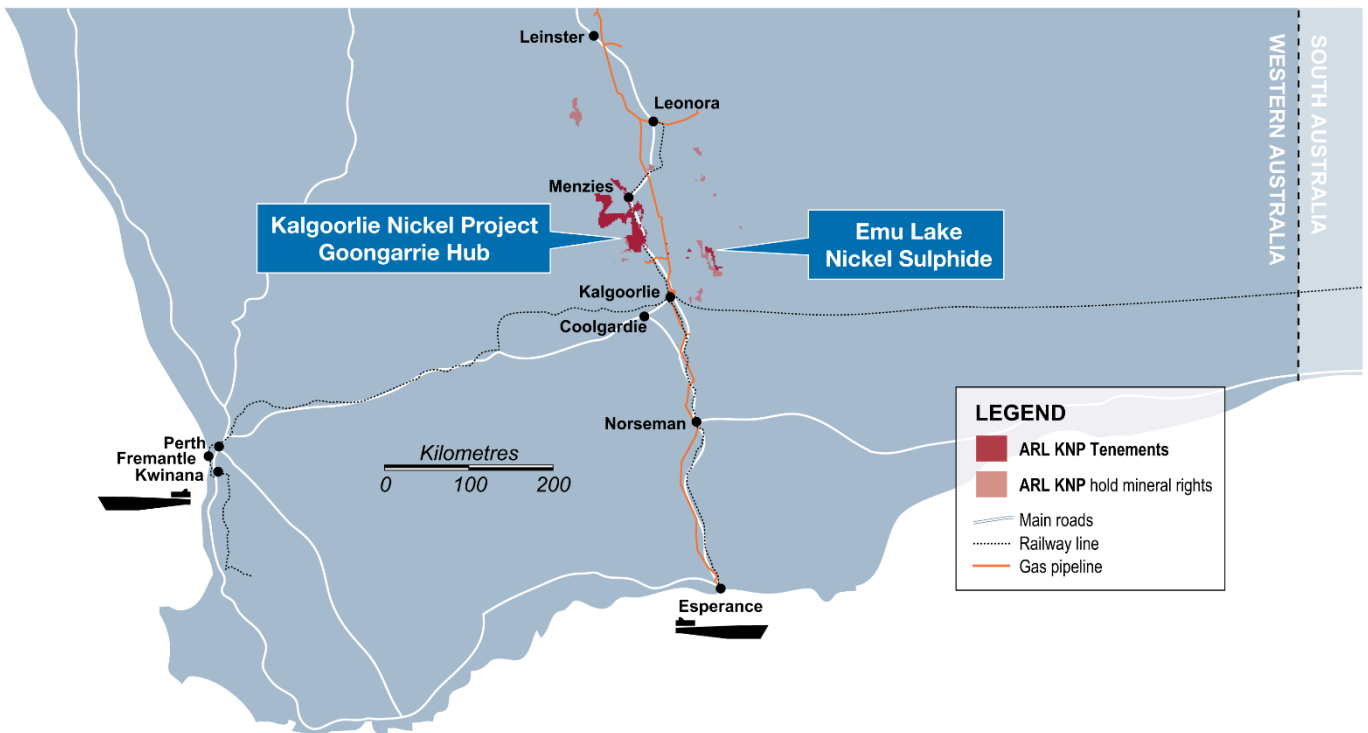 Leinster
Leonora
Menzies
Kalgoorlie Nickel Project
Goongarrie Hub
Emu Lake
Nickel Sulphide
WESTERN AUSTRALIA
SOUTH AUSTRALIA
Kalgoorlie
Coolgardie
Norseman
Perth
Fremantle
Kwinana
Kilometres
0 100 200
Esperance
LEGEND
ARL KNP Tenements
ARL KNP hold mineral rights
Main roads
Railway line
Gas pipeline